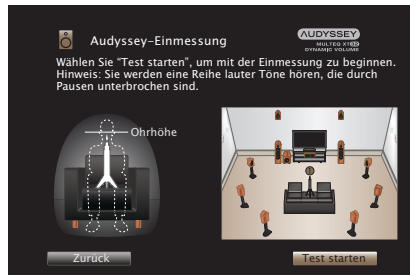 Audyssey-Einmessung
AUDYSSEY
MULTEQ XT32
DYNAMIC VOLUME
Wählen Sie “Test starten”, um mit der Einmessung zu beginnen.
Hinweis: Sie werden eine Reihe lauter Töne hören, die durch
Pausen unterbrochen sind.
Ohrhöhe
Zurück
Test starten